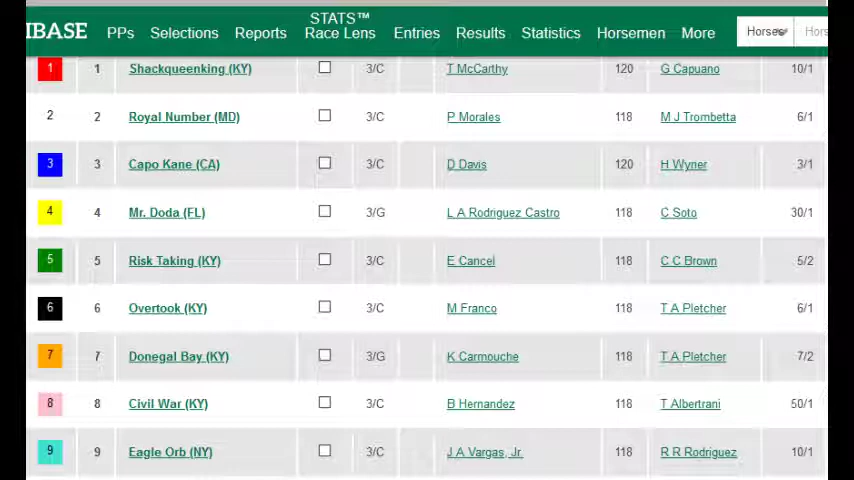 IBASE PPs Selections Reports STATS™ Race Lens Entries Results Statistics Horsemen More Horses Hors
1 1 Shackqueenking (KY) 3/C T McCarthy 120 G Capuano 10/1
2 2 Royal Number (MD) 3/C P Morales 118 M J Trombetta 6/1
3 3 Capo Kane (CA) 3/C D Davis 120 H Wyner 3/1
4 4 Mr. Doda (FL) 3/G L A Rodriguez Castro 118 C Soto 30/1
5 5 Risk Taking (KY) 3/C E Cancel 118 C C Brown 5/2
6 6 Overtook (KY) 3/C M Franco 118 T A Pletcher 6/1
7 7 Donegal Bay (KY) 3/G K Carmouche 118 T A Pletcher 7/2
8 8 Civil War (KY) 3/C B Hernandez 118 T Albertrani 50/1
9 9 Eagle Orb (NY) 3/C J A Vargas, Jr. 118 R R Rodriguez 10/1